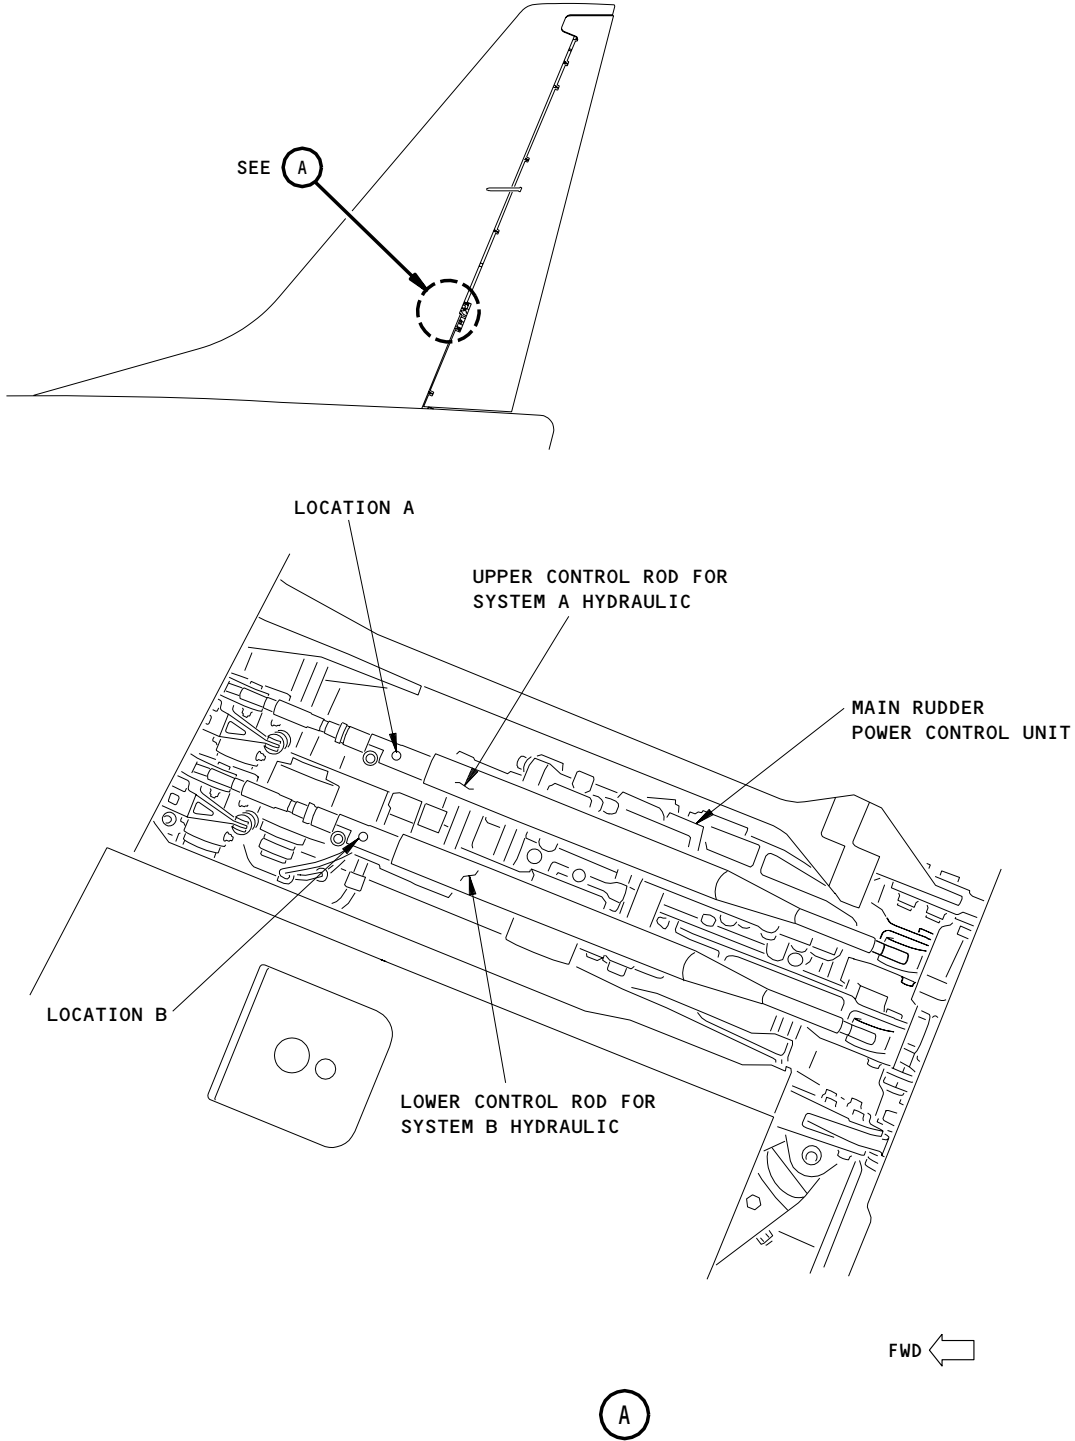 SEE A
LOCATION A
UPPER CONTROL ROD FOR
SYSTEM A HYDRAULIC
MAIN RUDDER
POWER CONTROL UNIT
LOCATION B
LOWER CONTROL ROD FOR
SYSTEM B HYDRAULIC
FWD
A